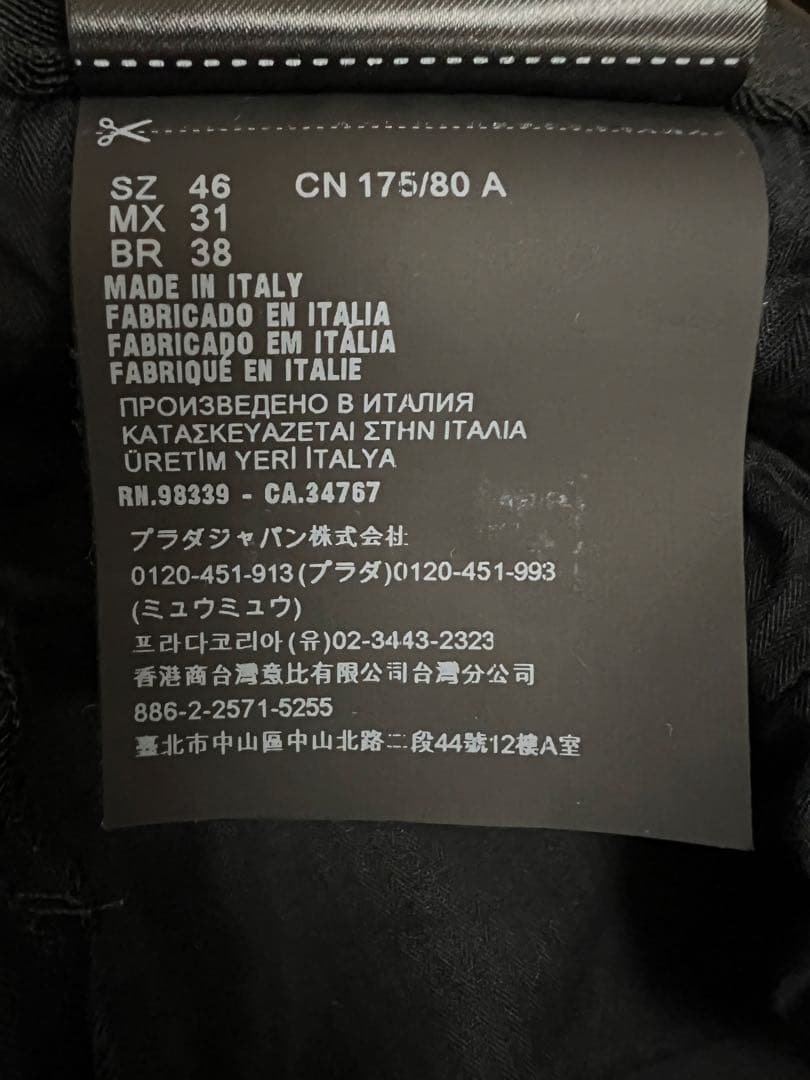 SZ 46 CN 175/80 A
MX 31
BR 38
MADE IN ITALY
FABRICADO EN ITALIA
FABRICADO EM ITÁLIA
FABRIQUÉ EN ITALIE
ПРОИЗВЕДЕНО В ИТАЛИЯ
ΚΑΤΑΣΚΕΥΑΖΕΤΑΙ ΣΤΗΝ ΙΤΑΛΙΑ
ÜRETİM YERİ İTALYA
RN.98339 - CA.34767
プラダジャパン株式会社
0120-451-913(プラダ)0120-451-993
(ミュウミュウ)
프라다코리아(유)02-3443-2323
香港商台灣意比有限公司台灣分公司
886-2-2571-5255
臺北市中山區中山北路二段44號12樓A室